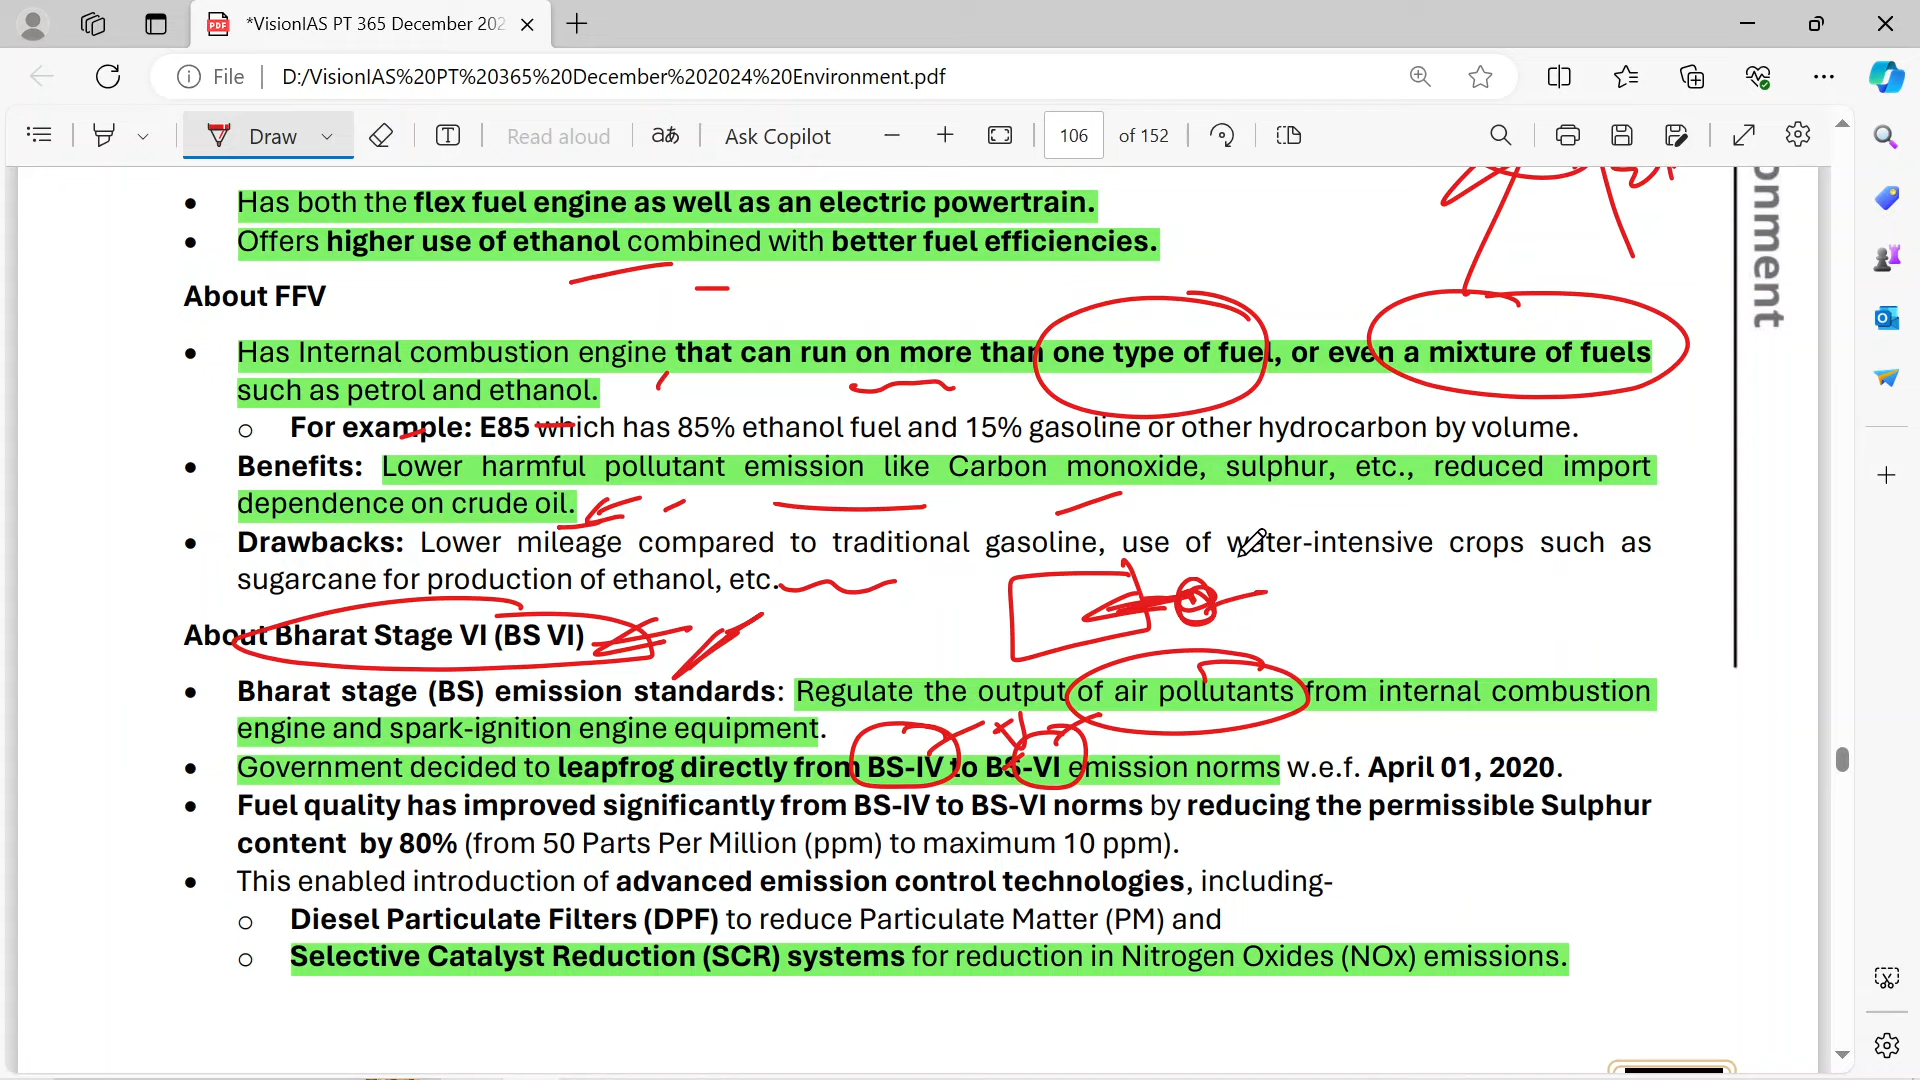 *VisionIAS PT 365 December 202
File
D:/VisionIAS%20PT%20365%20December%202024%20Environment.pdf
Draw
Read aloud
aあ
Ask Copilot
106
of 152
onment
• Has both the flex fuel engine as well as an electric powertrain.
• Offers higher use of ethanol combined with better fuel efficiencies.
About FFV
• Has Internal combustion engine that can run on more than one type of fuel, or even a mixture of fuels
such as petrol and ethanol.
o For example: E85 which has 85% ethanol fuel and 15% gasoline or other hydrocarbon by volume.
• Benefits: Lower harmful pollutant emission like Carbon monoxide, sulphur, etc., reduced import
dependence on crude oil.
• Drawbacks: Lower mileage compared to traditional gasoline, use of water-intensive crops such as
sugarcane for production of ethanol, etc.
About Bharat Stage VI (BS VI)
• Bharat stage (BS) emission standards: Regulate the output of air pollutants from internal combustion
engine and spark-ignition engine equipment.
• Government decided to leapfrog directly from BS-IV to BS-VI emission norms w.e.f. April 01, 2020.
• Fuel quality has improved significantly from BS-IV to BS-VI norms by reducing the permissible Sulphur
content by 80% (from 50 Parts Per Million (ppm) to maximum 10 ppm).
• This enabled introduction of advanced emission control technologies, including-
o Diesel Particulate Filters (DPF) to reduce Particulate Matter (PM) and
o Selective Catalyst Reduction (SCR) systems for reduction in Nitrogen Oxides (NOx) emissions.